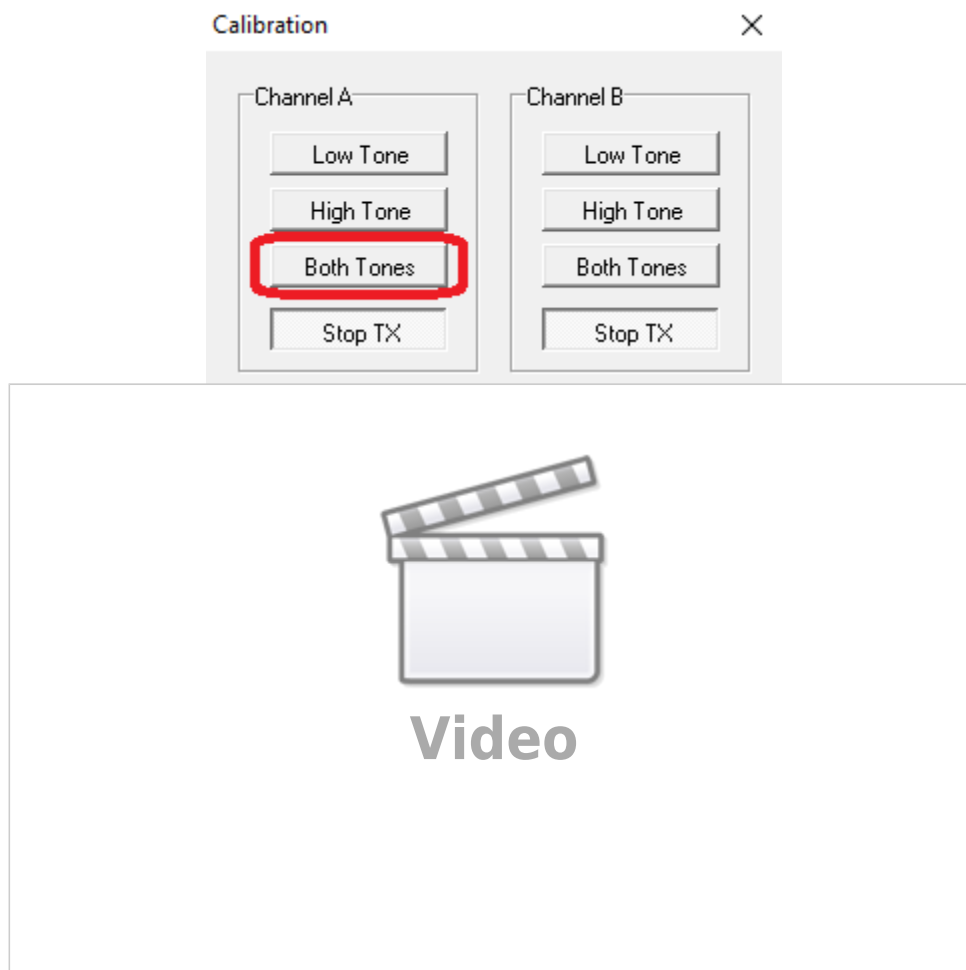 Calibration
Channel A
Channel B
Low Tone
Low Tone
High Tone
High Tone
Both Tones
Both Tones
Stop TX
Stop TX
Video